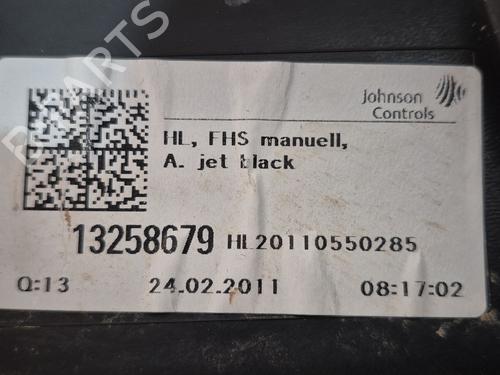 PARTS
Johnson
Controls
HL, FHS manuell,
A. jet black
13258679 HL20110550285
Q:13 24.02.2011 08:17:02